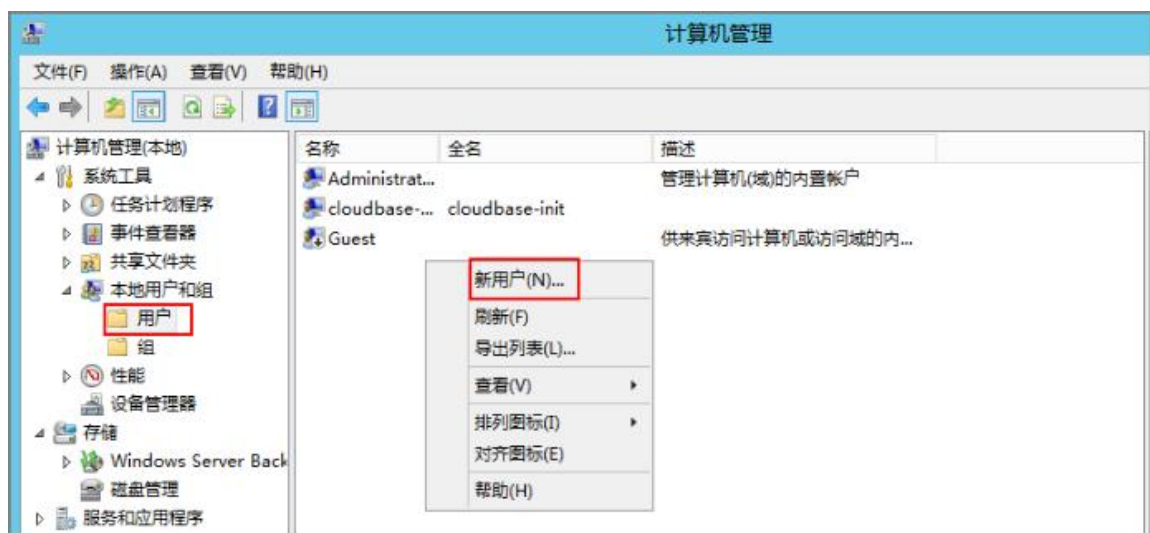 计算机管理
文件(F) 操作(A) 查看(V) 帮助(H)
计算机管理(本地)
系统工具
任务计划程序
事件查看器
共享文件夹
本地用户和组
用户
组
性能
设备管理器
存储
Windows Server Back
磁盘管理
服务和应用程序
名称 全名 描述
Administrat... 管理计算机(域)的内置帐户
cloudbase-... cloudbase-init
Guest 供来宾访问计算机或访问域的内...
新用户(N)...
刷新(F)
导出列表(L)...
查看(V)
排列图标(I)
对齐图标(E)
帮助(H)